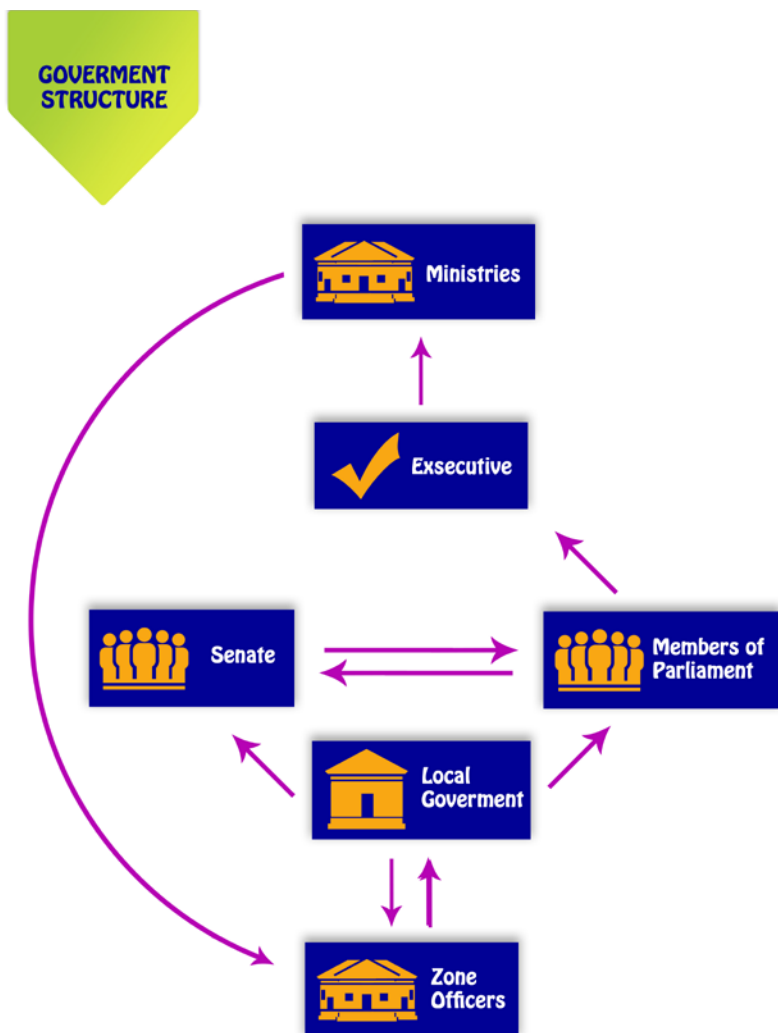 GOVERMENT
STRUCTURE
Ministries
Exsecutive
Senate
Members of
Parliament
Local
Goverment
Zone
Officers